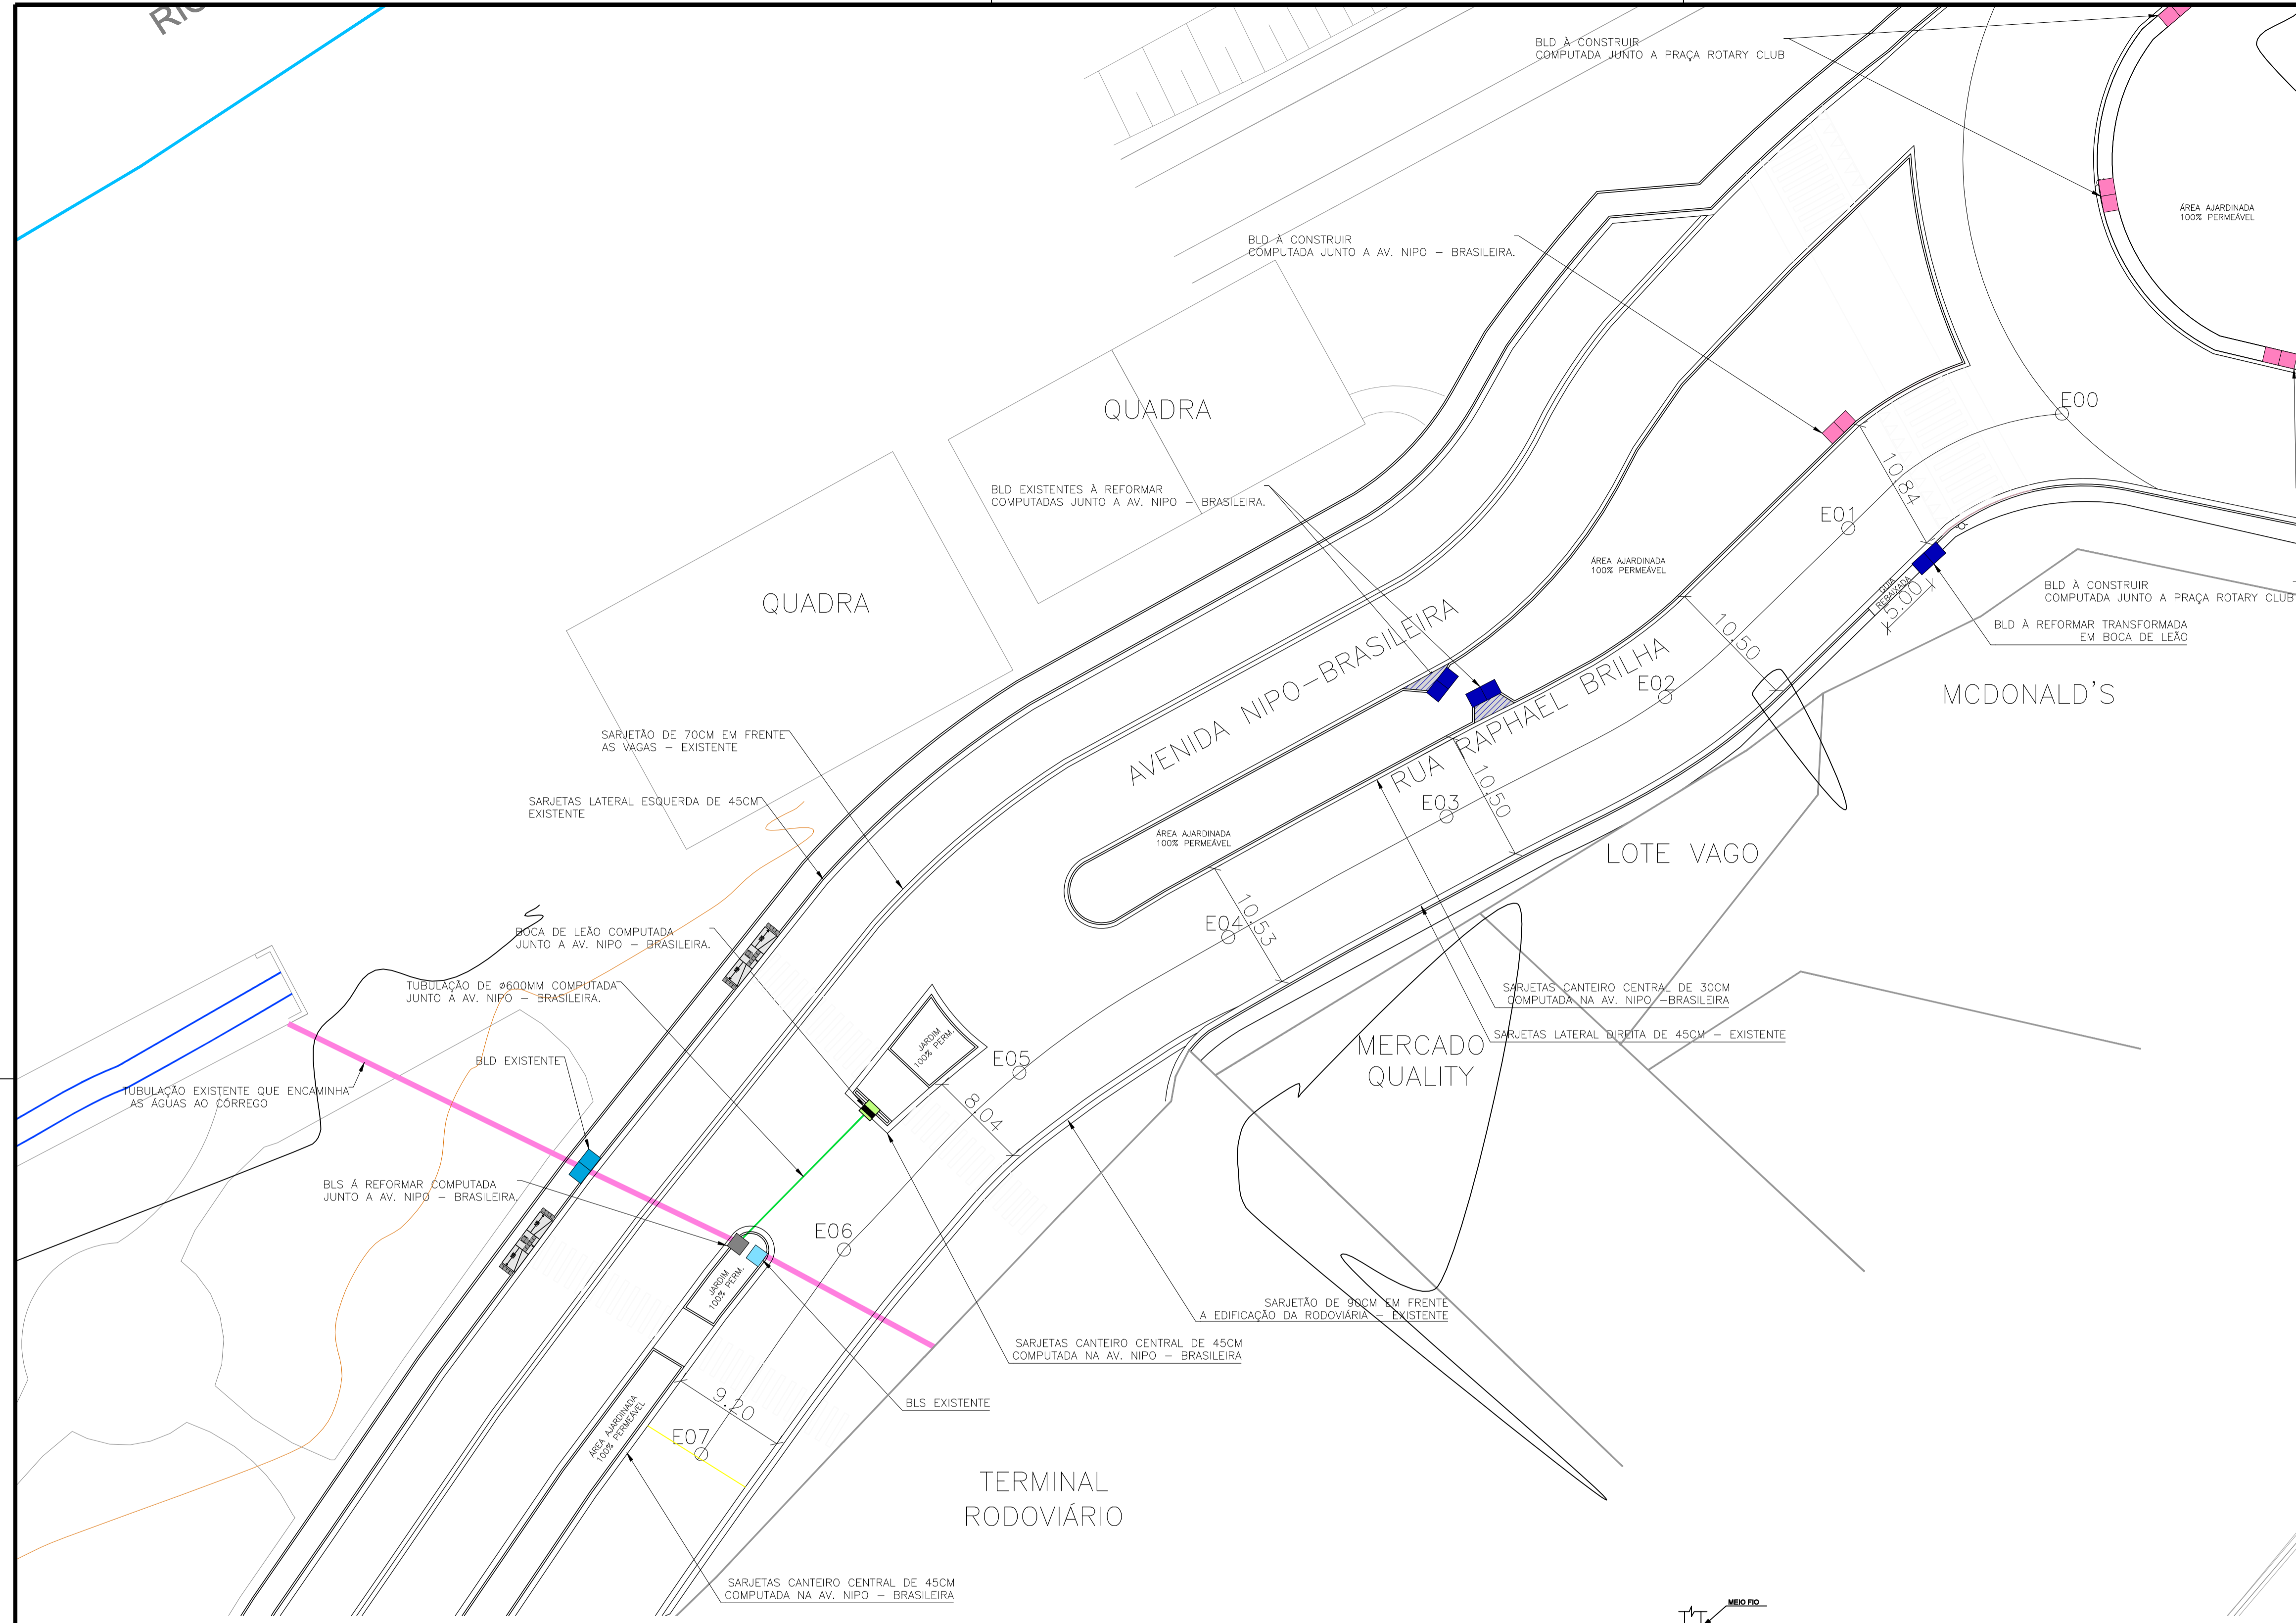 BLD À CONSTRUIR
COMPUTADA JUNTO A PRAÇA ROTARY CLUB
ÁREA AJARDINADA
100% PERMEÁVEL
BLD À CONSTRUIR
COMPUTADA JUNTO A AV. NIPO – BRASILEIRA.
QUADRA
E00
10.84
BLD EXISTENTES À REFORMAR
COMPUTADAS JUNTO A AV. NIPO – BRASILEIRA.
E01
ÁREA AJARDINADA
100% PERMEÁVEL
GUIA
REBAIXADA
5.00
BLD À CONSTRUIR
COMPUTADA JUNTO A PRAÇA ROTARY CLUB
BLD À REFORMAR TRANSFORMADA
EM BOCA DE LEÃO
QUADRA
10.50
AVENIDA NIPO–BRASILEIRA
RUA RAPHAEL BRILHA
E02
MCDONALD'S
SARJETÃO DE 70CM EM FRENTE
AS VAGAS – EXISTENTE
10.50
E03
SARJETAS LATERAL ESQUERDA DE 45CM
EXISTENTE
ÁREA AJARDINADA
100% PERMEÁVEL
LOTE VAGO
E04
10.53
BOCA DE LEÃO COMPUTADA
JUNTO A AV. NIPO – BRASILEIRA.
TUBULAÇÃO DE ø600MM COMPUTADA
JUNTO A AV. NIPO – BRASILEIRA.
SARJETAS CANTEIRO CENTRAL DE 30CM
COMPUTADA NA AV. NIPO –BRASILEIRA
SARJETAS LATERAL DIREITA DE 45CM – EXISTENTE
JARDIM
100% PERM.
E05
MERCADO
QUALITY
BLD EXISTENTE
TUBULAÇÃO EXISTENTE QUE ENCAMINHA
AS ÁGUAS AO CÓRREGO
8.04
BLS Á REFORMAR COMPUTADA
JUNTO A AV. NIPO – BRASILEIRA.
E06
JARDIM
100% PERM.
SARJETÃO DE 90CM EM FRENTE
A EDIFICAÇÃO DA RODOVIÁRIA – EXISTENTE
SARJETAS CANTEIRO CENTRAL DE 45CM
COMPUTADA NA AV. NIPO – BRASILEIRA
BLS EXISTENTE
9.20
ÁREA AJARDINADA
100% PERMEÁVEL
E07
TERMINAL
RODOVIÁRIO
SARJETAS CANTEIRO CENTRAL DE 45CM
COMPUTADA NA AV. NIPO – BRASILEIRA
MEIO FIO